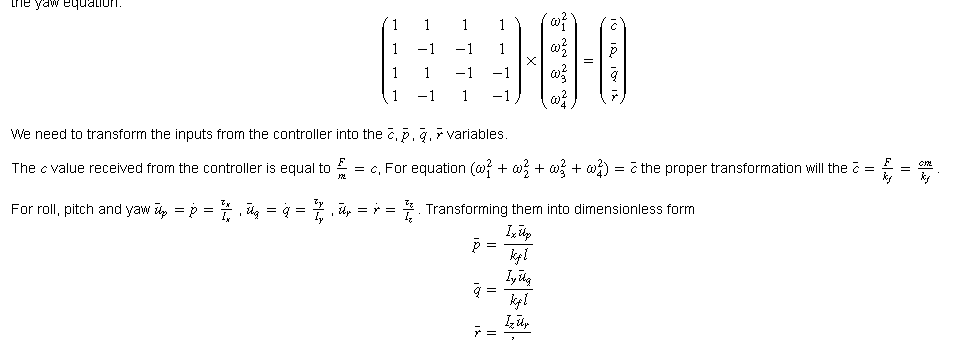 the yaw equation.
( 1 1 1 1 ) ( ω₁² ) ( c̄ )
( 1 −1 −1 1 ) × ( ω₂² ) = ( p̄ )
( 1 1 −1 −1 ) ( ω₃² ) ( q̄ )
( 1 −1 1 −1 ) ( ω₄² ) ( r̄ )
We need to transform the inputs from the controller into the c̄, p̄, q̄, r̄ variables.
The c value received from the controller is equal to F/m = c, For equation (ω₁² + ω₂² + ω₃² + ω₄²) = c̄ the proper transformation will the c̄ = F/k_f = cm/k_f .
For roll, pitch and yaw ū_p = ṗ = τ_x/I_x , ū_q = q̇ = τ_y/I_y , ū_r = ṙ = τ_z/I_z . Transforming them into dimensionless form
p̄ = I_x ū_p / k_f l
q̄ = I_y ū_q / k_f l
r̄ = I_z ū_r /